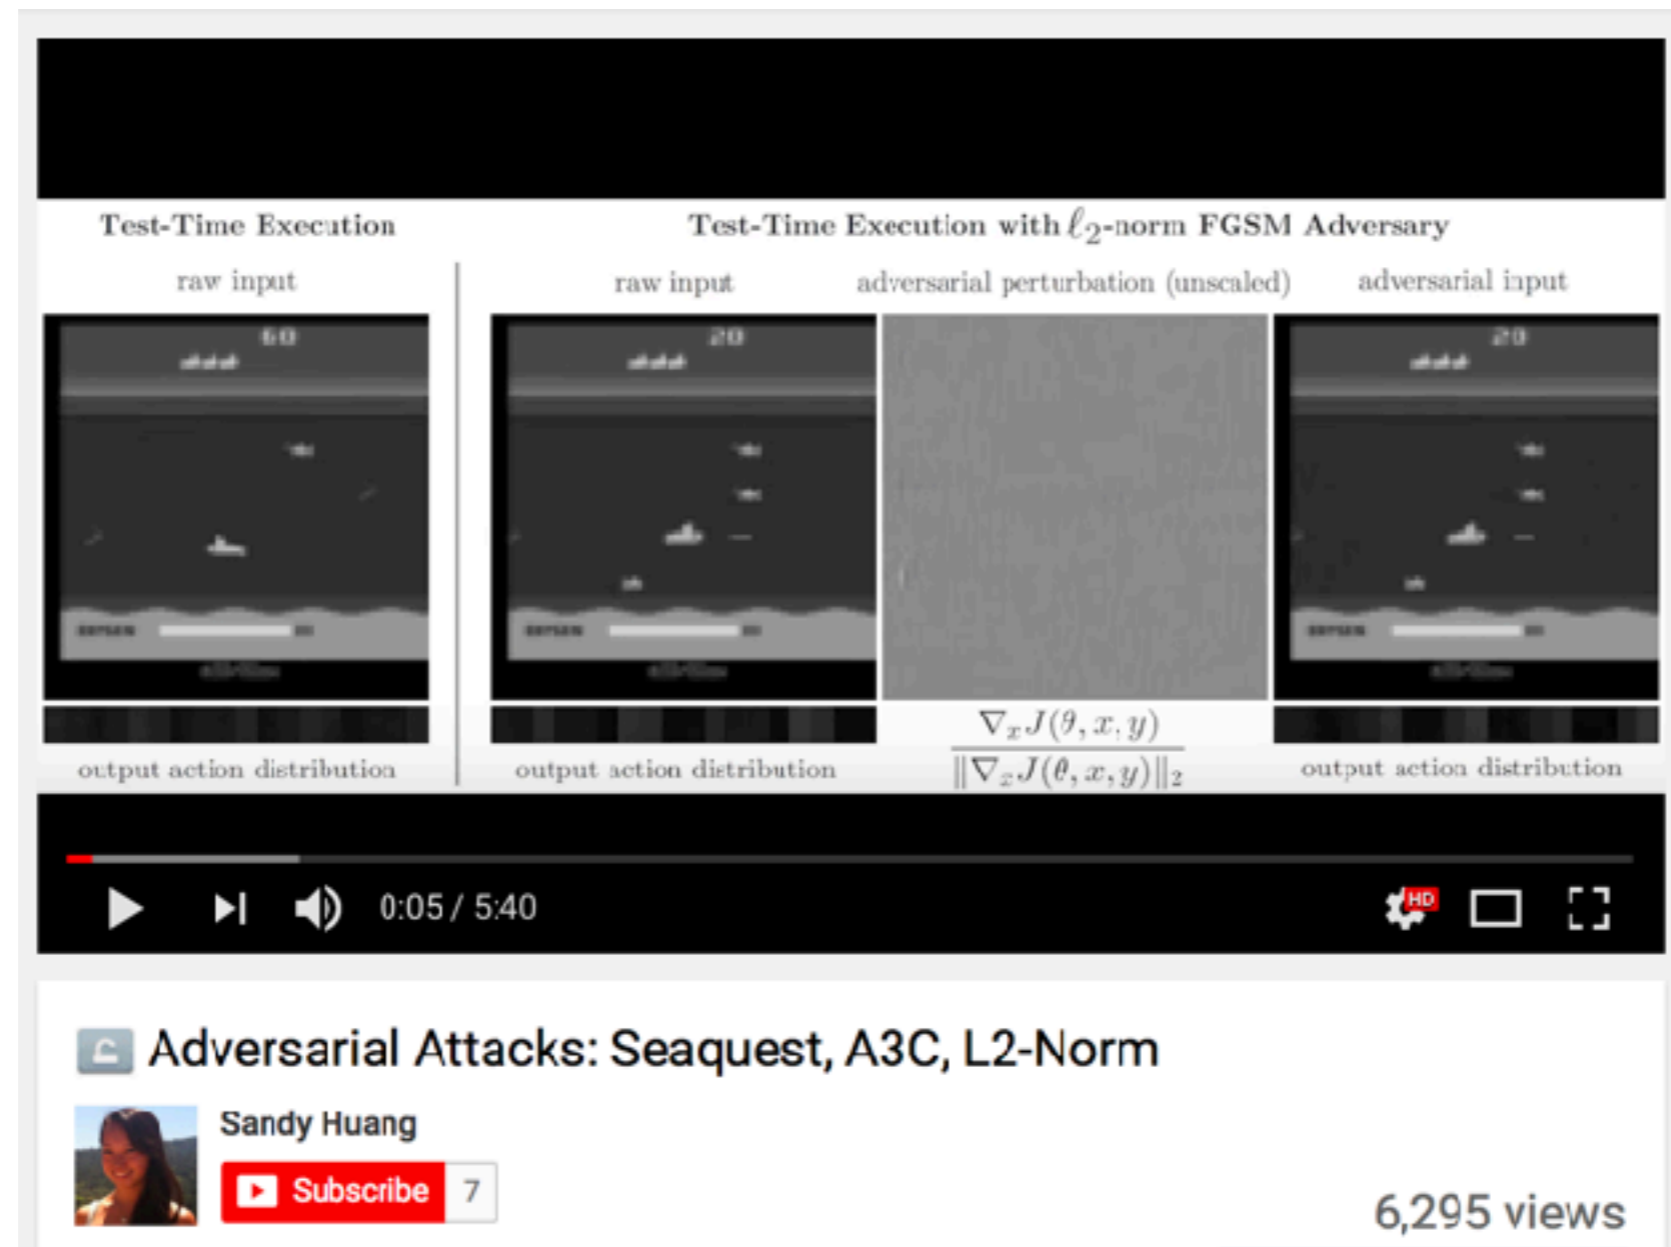 Test-Time Execution
Test-Time Execution with ℓ₂-norm FGSM Adversary
raw input
raw input
adversarial perturbation (unscaled)
adversarial input
60
20
20
output action distribution
output action distribution
∇ₓJ(θ, x, y)
‖∇ₓJ(θ, x, y)‖₂
output action distribution
0:05 / 5:40
HD
Adversarial Attacks: Seaquest, A3C, L2-Norm
Sandy Huang
Subscribe 7
6,295 views